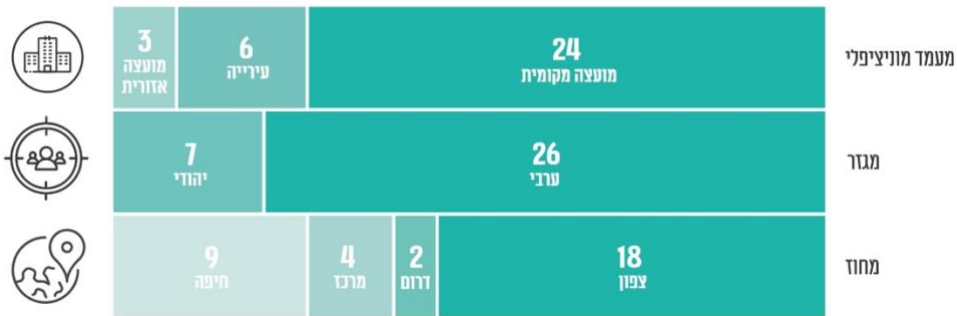 מעמד מוניציפלי
24
מועצה מקומית
6
עירייה
3
מועצה
אזורית
מגזר
26
ערבי
7
יהודי
מחוז
18
צפון
2
דרום
4
מרכז
9
חיפה